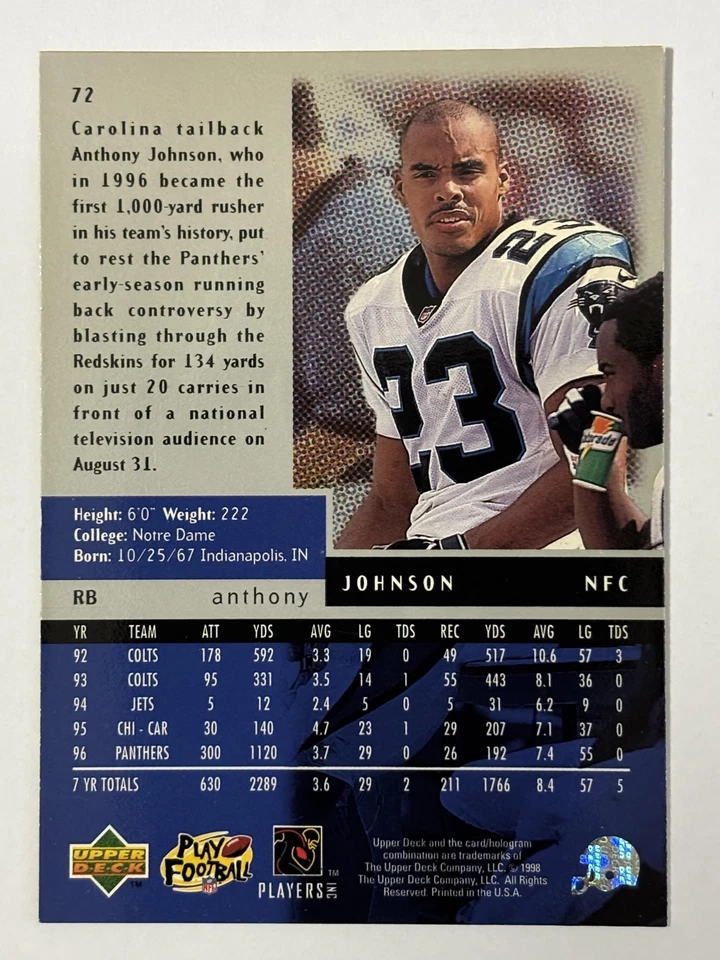 72
Carolina tailback
Anthony Johnson, who
in 1996 became the
first 1,000-yard rusher
in his team's history, put
to rest the Panthers'
early-season running
back controversy by
blasting through the
Redskins for 134 yards
on just 20 carries in
front of a national
television audience on
August 31.
23
23
Height: 6'0" Weight: 222
College: Notre Dame
Born: 10/25/67 Indianapolis, IN
JOHNSON NFC
RB anthony
YR TEAM ATT YDS AVG LG TDS REC YDS AVG LG TDS
92 COLTS 178 592 3.3 19 0 49 517 10.6 57 3
93 COLTS 95 331 3.5 14 1 55 443 8.1 36 0
94 JETS 5 12 2.4 5 0 5 31 6.2 9 0
95 CHI - CAR 30 140 4.7 23 1 29 207 7.1 37 0
96 PANTHERS 300 1120 3.7 29 0 26 192 7.4 55 0
7 YR TOTALS 630 2289 3.6 29 2 211 1766 8.4 57 5
UPPER
DECK
TM
PLAY
FOOTBALL
NFL
TM
PLAYERS INC
Upper Deck and the card/hologram
combination are trademarks of
The Upper Deck Company, LLC. © 1998
The Upper Deck Company, LLC. All Rights
Reserved. Printed in the U.S.A.